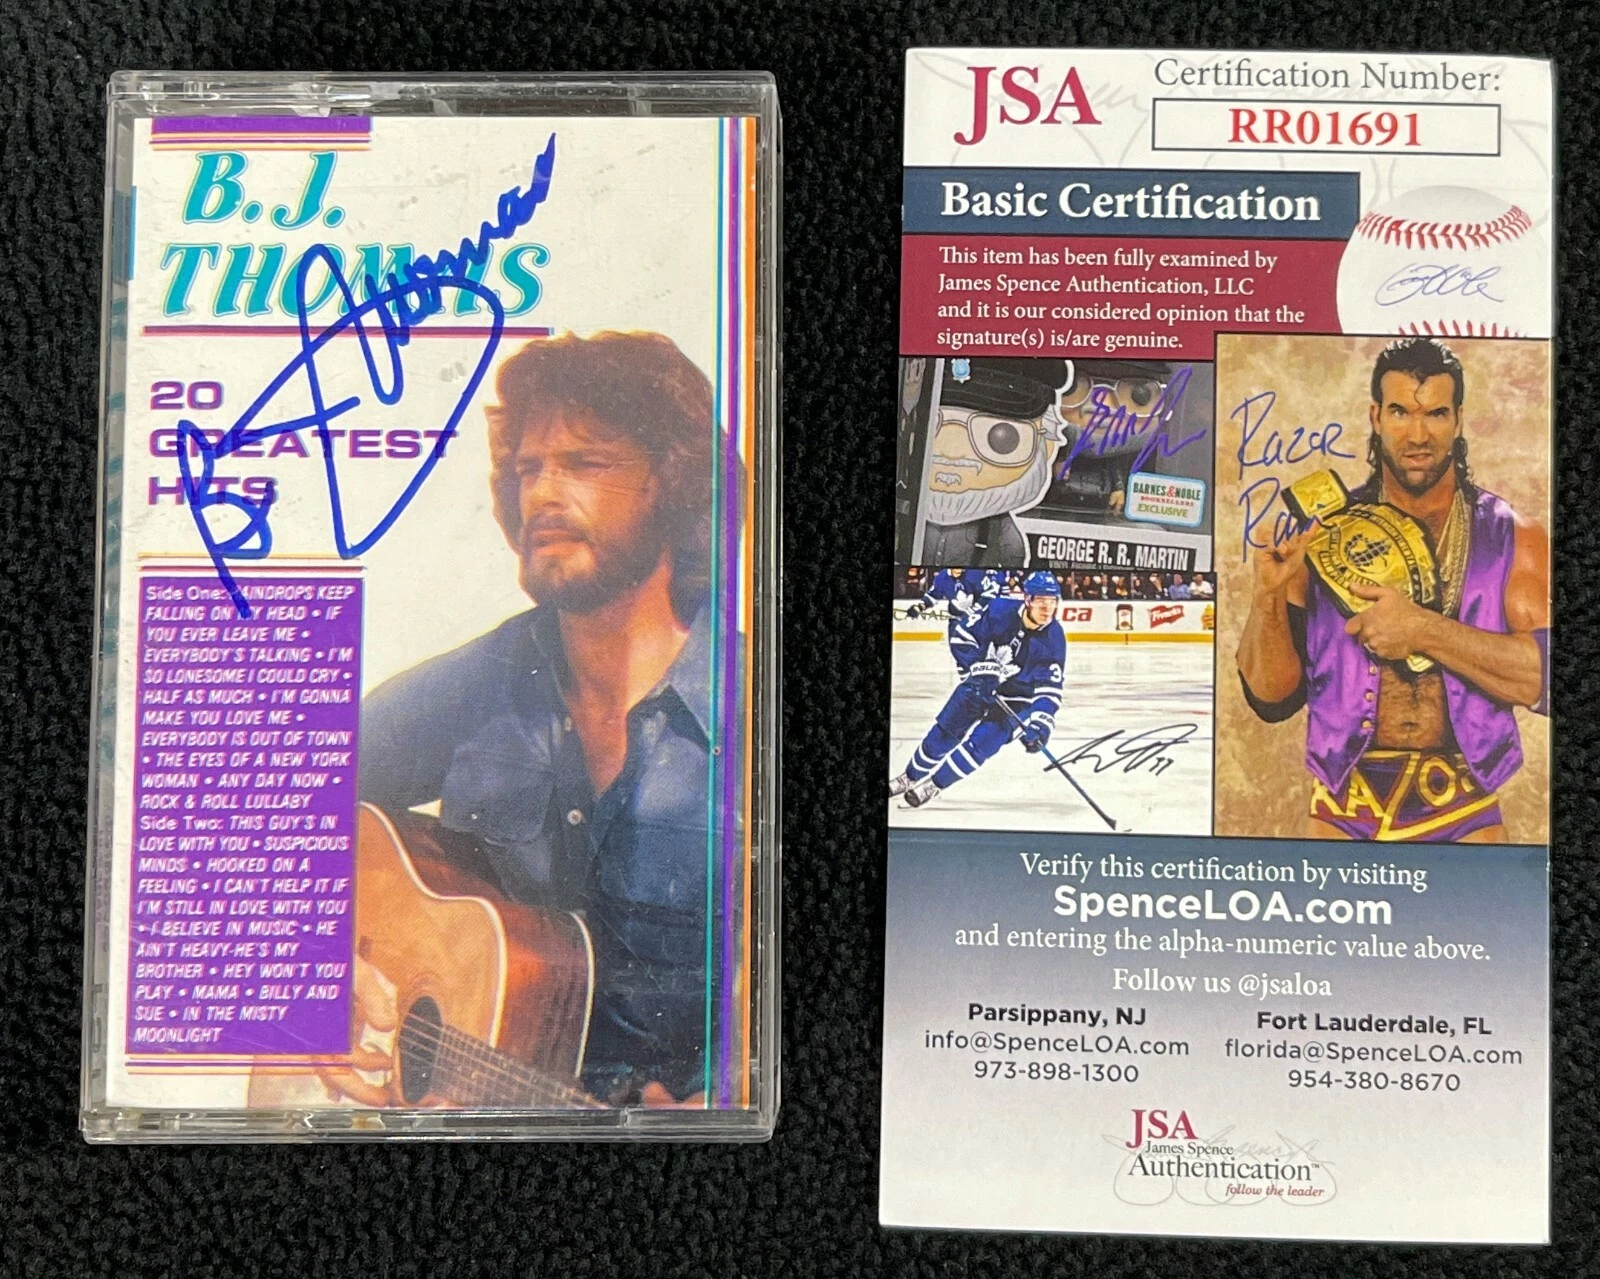 B.J.
THOMAS
B J Thomas
20
GREATEST
HITS
Side One: RAINDROPS KEEP
FALLING ON MY HEAD • IF
YOU EVER LEAVE ME •
EVERYBODY'S TALKING • I'M
SO LONESOME I COULD CRY •
HALF AS MUCH • I'M GONNA
MAKE YOU LOVE ME •
EVERYBODY IS OUT OF TOWN
• THE EYES OF A NEW YORK
WOMAN • ANY DAY NOW •
ROCK & ROLL LULLABY
Side Two: THIS GUY'S IN
LOVE WITH YOU • SUSPICIOUS
MINDS • HOOKED ON A
FEELING • I CAN'T HELP IT IF
I'M STILL IN LOVE WITH YOU
• I BELIEVE IN MUSIC • HE
AIN'T HEAVY-HE'S MY
BROTHER • HEY WON'T YOU
PLAY • MAMA • BILLY AND
SUE • IN THE MISTY
MOONLIGHT
JSA
Certification Number:
RR01691
Basic Certification
This item has been fully examined by
James Spence Authentication, LLC
and it is our considered opinion that the
signature(s) is/are genuine.
BARNES&NOBLE
BOOKSELLERS
EXCLUSIVE
GEORGE R. R. MARTIN
Razor
Ramon
RAZOR
Verify this certification by visiting
SpenceLOA.com
and entering the alpha-numeric value above.
Follow us @jsaloa
Parsippany, NJ
info@SpenceLOA.com
973-898-1300
Fort Lauderdale, FL
florida@SpenceLOA.com
954-380-8670
JSA
James Spence
Authentication™
follow the leader